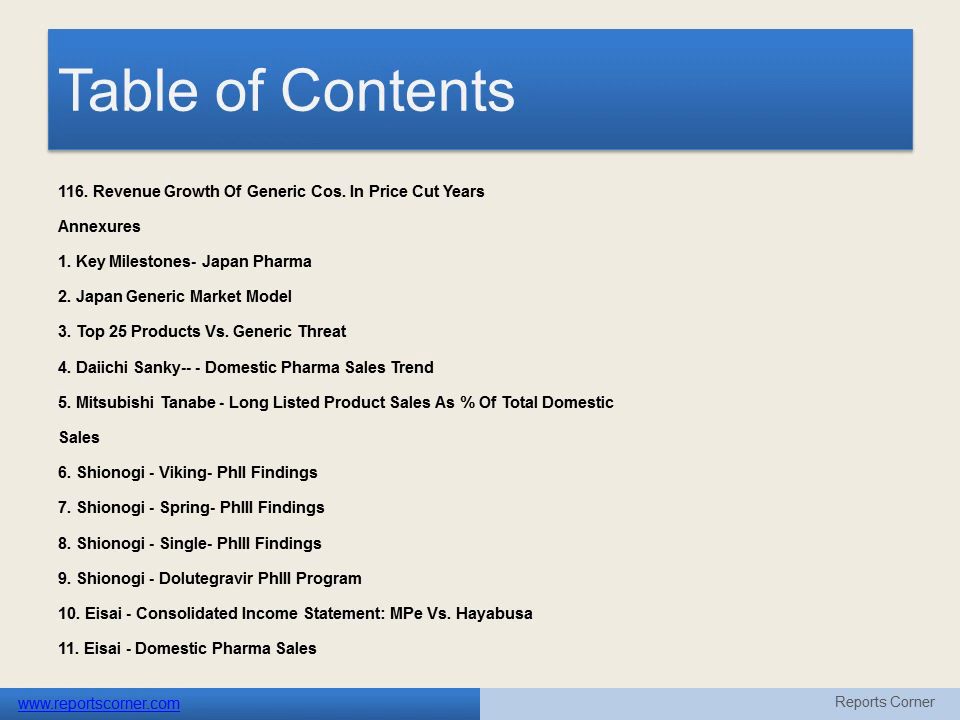 Table of Contents
116. Revenue Growth Of Generic Cos. In Price Cut Years
Annexures
1. Key Milestones- Japan Pharma
2. Japan Generic Market Model
3. Top 25 Products Vs. Generic Threat
4. Daiichi Sanky-- - Domestic Pharma Sales Trend
5. Mitsubishi Tanabe - Long Listed Product Sales As % Of Total Domestic
Sales
6. Shionogi - Viking- PhII Findings
7. Shionogi - Spring- PhIII Findings
8. Shionogi - Single- PhIII Findings
9. Shionogi - Dolutegravir PhIII Program
10. Eisai - Consolidated Income Statement: MPe Vs. Hayabusa
11. Eisai - Domestic Pharma Sales
www.reportscorner.com
Reports Corner